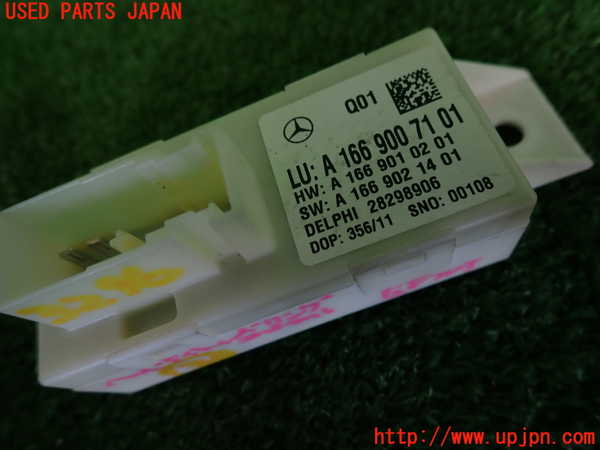 USED PARTS JAPAN
Q01
LU: A 166 900 71 01
HW: A 166 901 02 01
SW: A 166 902 14 01
DELPHI 28298906
DOP: 356/11 SNO: 00108
http://www.upjpn.com/